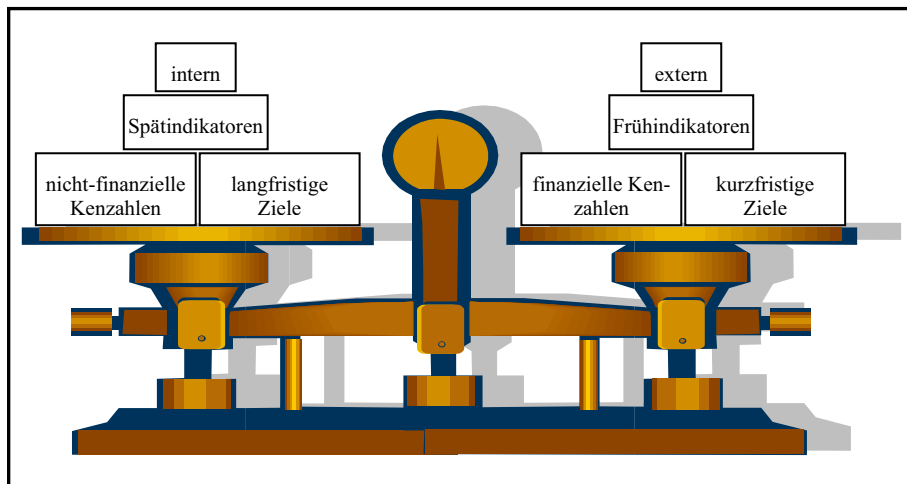 intern
extern
Spätindikatoren
Frühindikatoren
nicht-finanzielle
Kenzahlen
langfristige
Ziele
finanzielle Ken-
zahlen
kurzfristige
Ziele